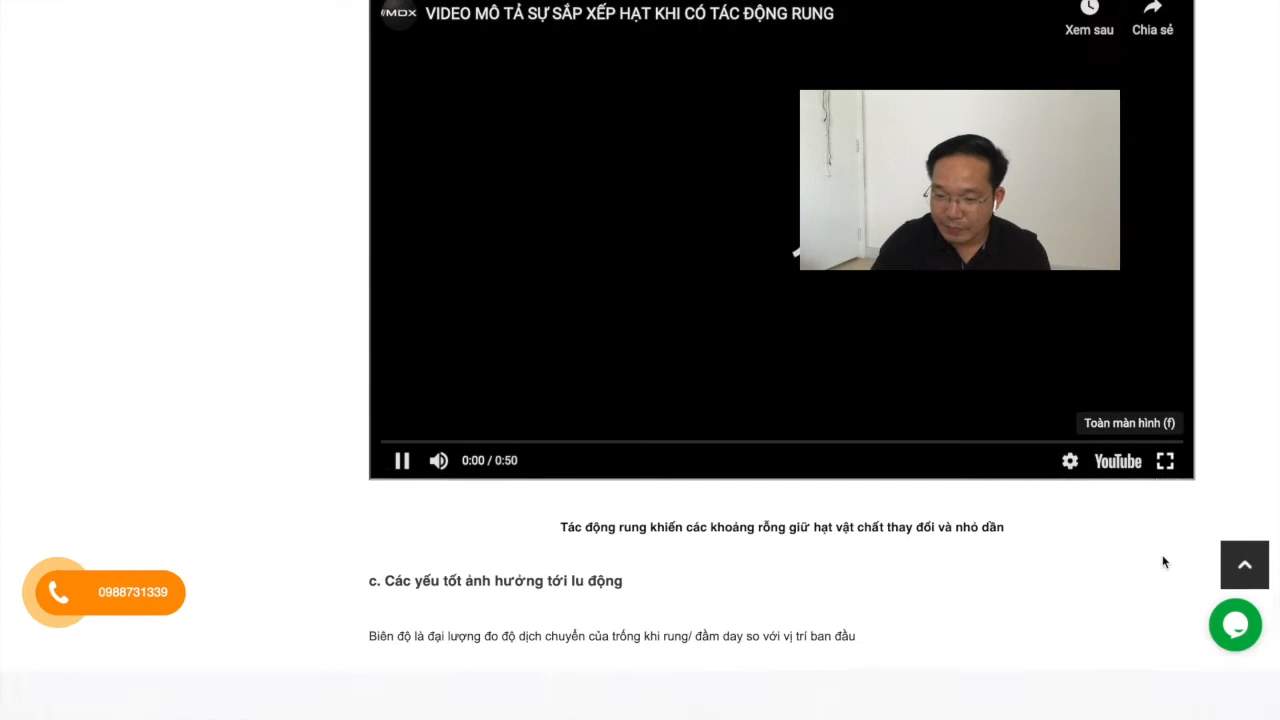 IMOX VIDEO MÔ TẢ SỰ SẮP XẾP HẠT KHI CÓ TÁC ĐỘNG RUNG
Xem sau Chia sẻ
Toàn màn hình (f)
0:00 / 0:50 YouTube
Tác động rung khiến các khoảng rỗng giữ hạt vật chất thay đổi và nhỏ dần
c. Các yếu tốt ảnh hưởng tới lu động
0988731339
Biên độ là đại lượng đo độ dịch chuyển của trống khi rung/ đầm day so với vị trí ban đầu